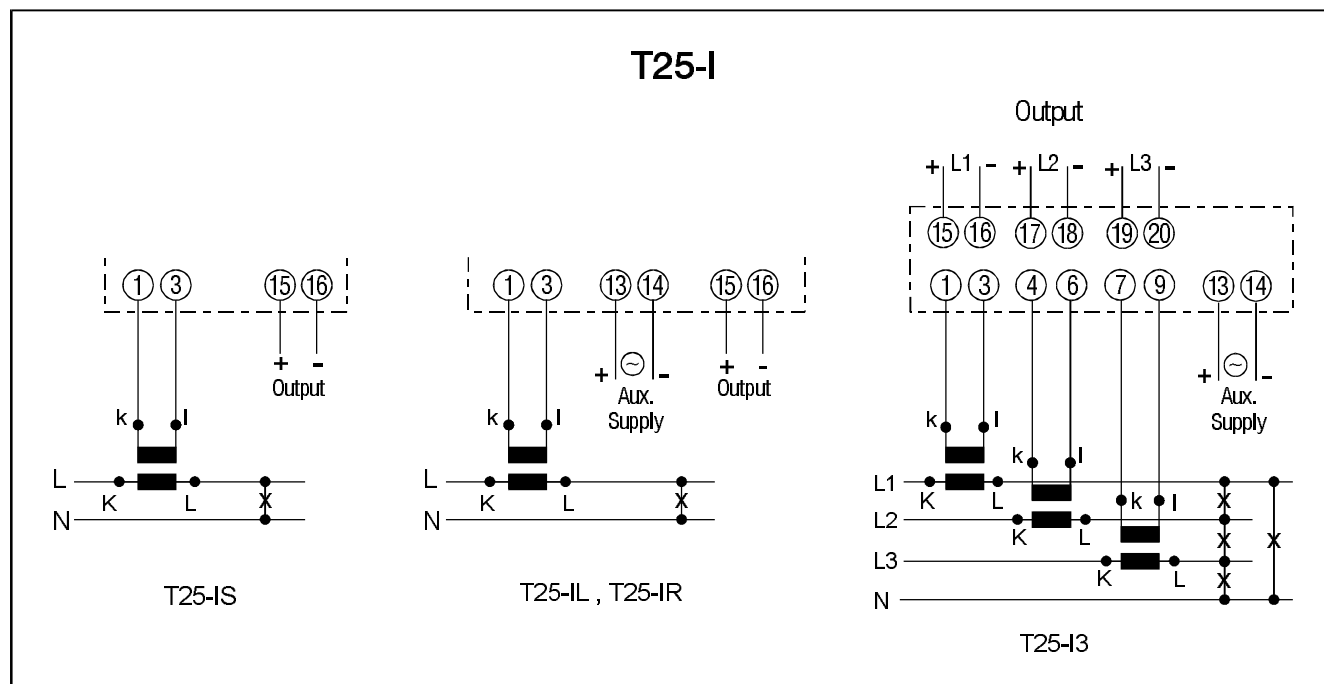 T25-I
1 3 15 16
+ -
Output
k l
L
K L
X
N
T25-IS
1 3 13 14 15 16
+ ~ - + -
Aux.
Supply
Output
k l
L
K L
X
N
T25-IL , T25-IR
Output
+ L1 - + L2 - + L3 -
15 16 17 18 19 20
1 3 4 6 7 9 13 14
+ ~ -
Aux.
Supply
k l
k l
L1
K L
X
k l
L2
K L
X X
L3
K L
X
N
T25-I3